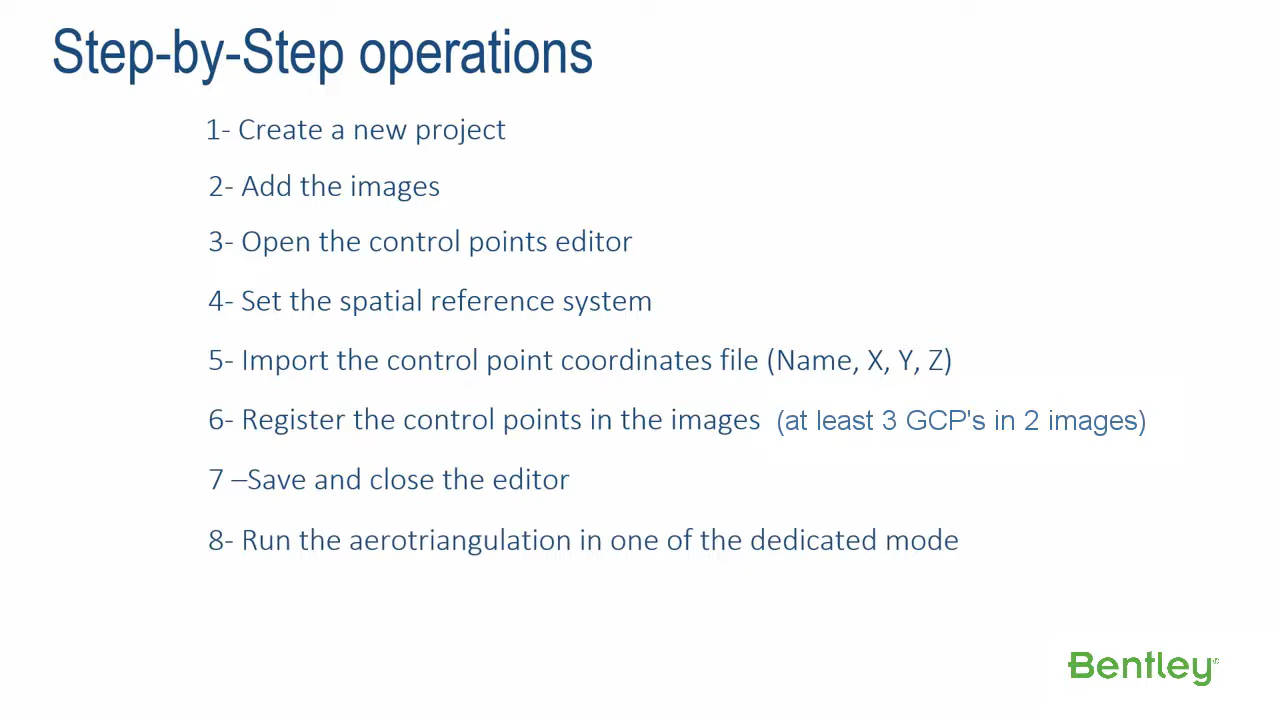 Step-by-Step operations
1- Create a new project
2- Add the images
3- Open the control points editor
4- Set the spatial reference system
5- Import the control point coordinates file (Name, X, Y, Z)
6- Register the control points in the images (at least 3 GCP's in 2 images)
7 –Save and close the editor
8- Run the aerotriangulation in one of the dedicated mode
Bentley®